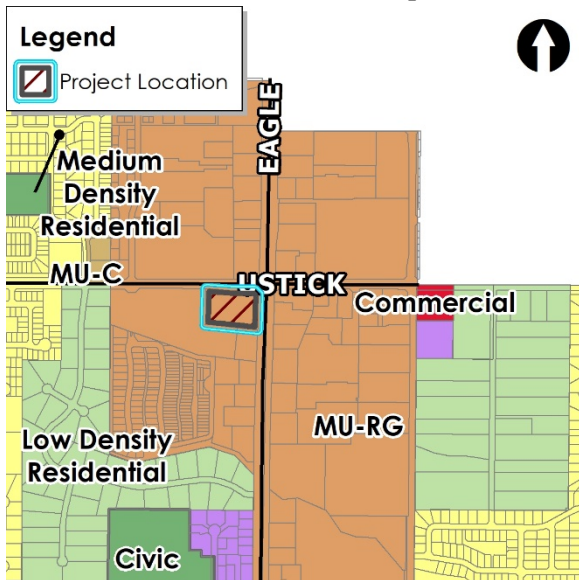 Legend
Project Location
EAGLE
Medium
Density
Residential
MU-C
USTICK
Commercial
MU-RG
Low Density
Residential
Civic